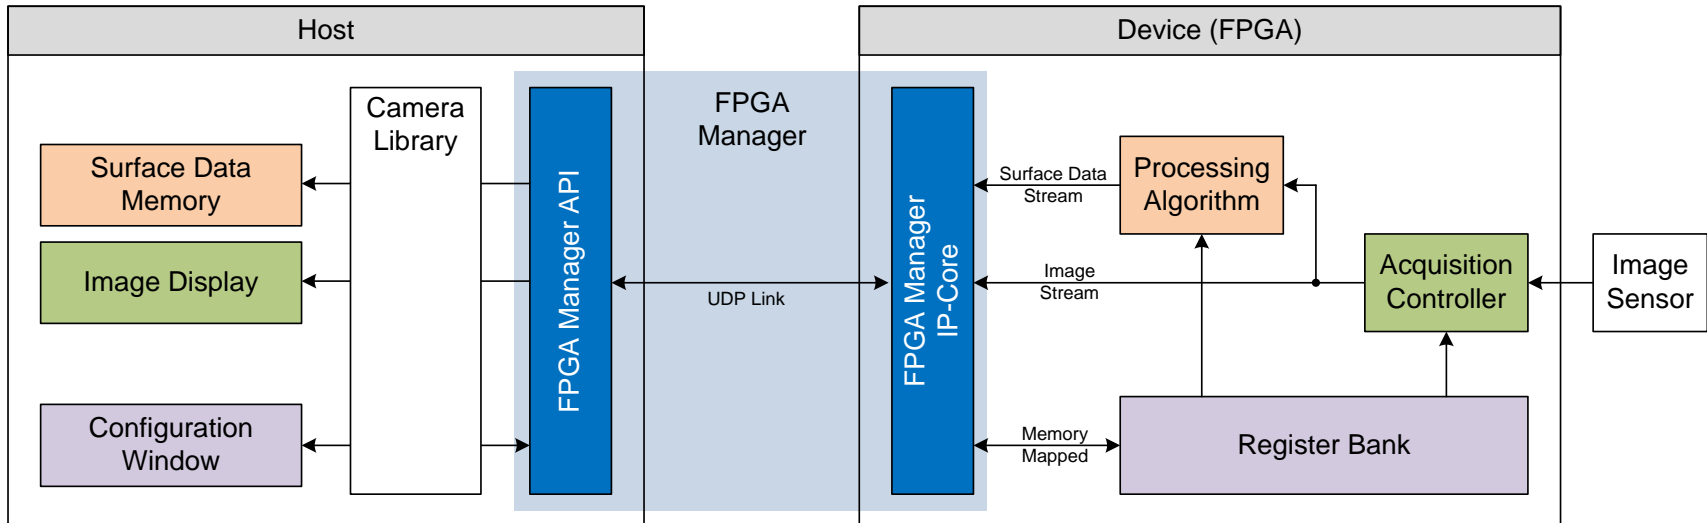 Host
Device (FPGA)
Camera
Library
FPGA
Manager
Surface Data
Memory
Image Display
Configuration
Window
FPGA Manager API
UDP Link
FPGA Manager
IP-Core
Surface Data
Stream
Image
Stream
Memory
Mapped
Processing
Algorithm
Acquisition
Controller
Image
Sensor
Register Bank